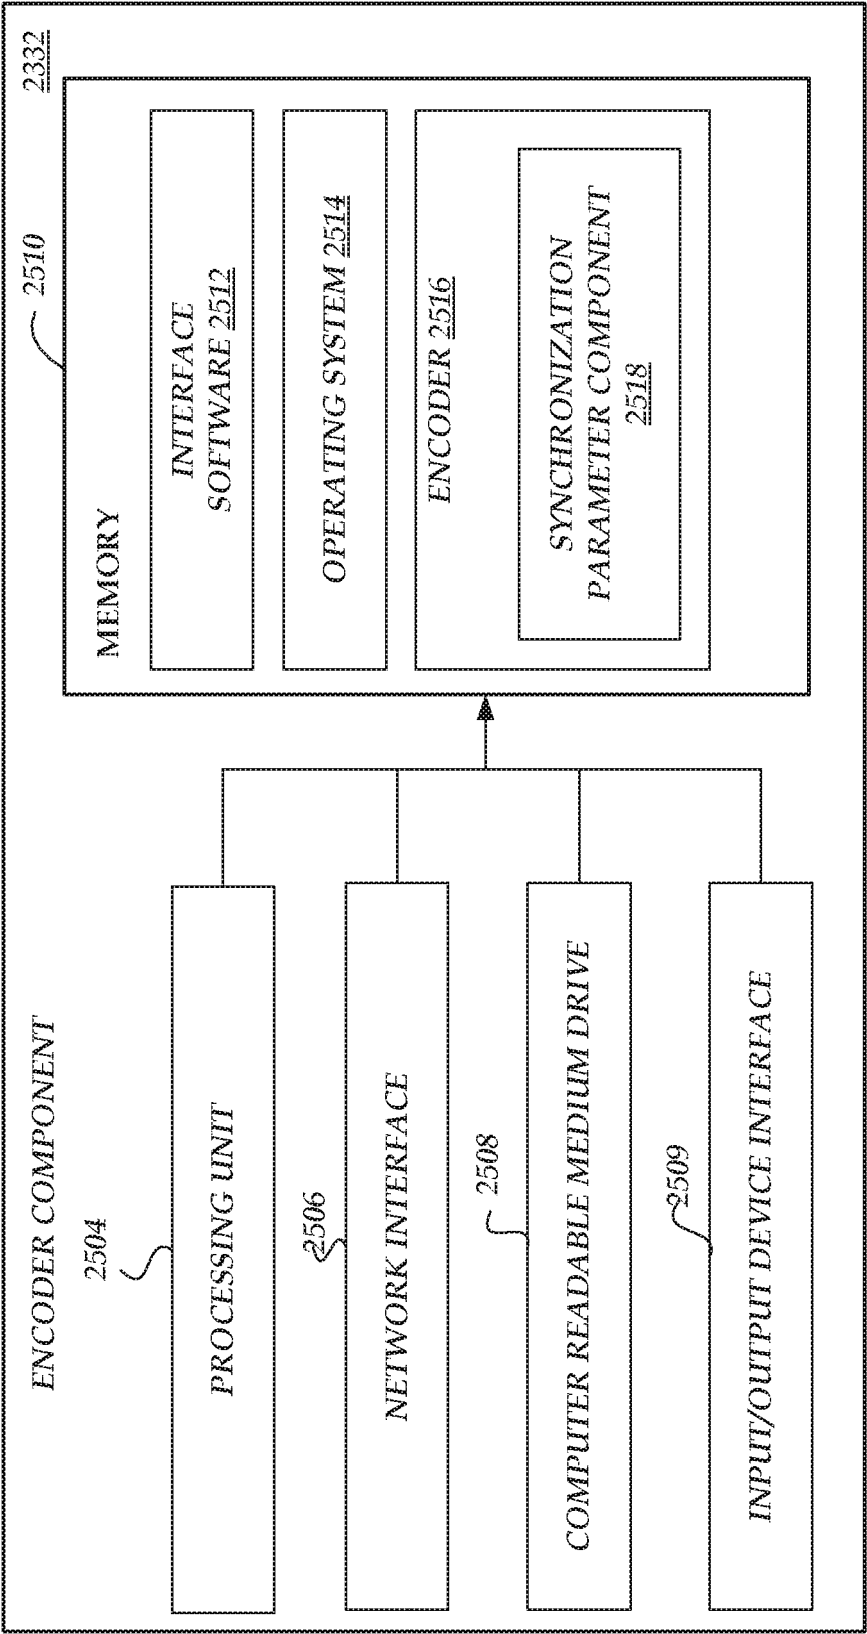 ENCODER COMPONENT
2332
2504
PROCESSING UNIT
2506
NETWORK INTERFACE
2508
COMPUTER READABLE MEDIUM DRIVE
2509
INPUT/OUTPUT DEVICE INTERFACE
2510
MEMORY
INTERFACE
SOFTWARE 2512
OPERATING SYSTEM 2514
ENCODER 2516
SYNCHRONIZATION
PARAMETER COMPONENT
2518